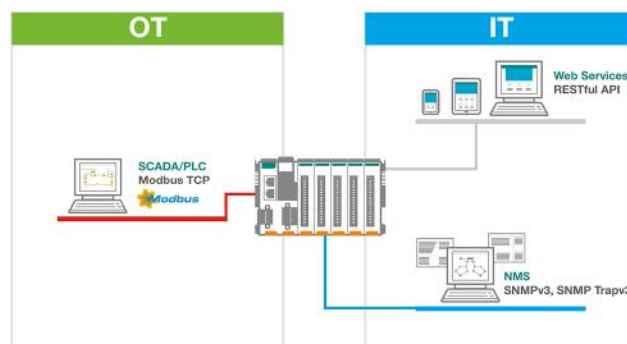 OT
IT
Web Services
RESTful API
SCADA/PLC
Modbus TCP
Modbus
NMS
SNMPv3, SNMP Trapv3